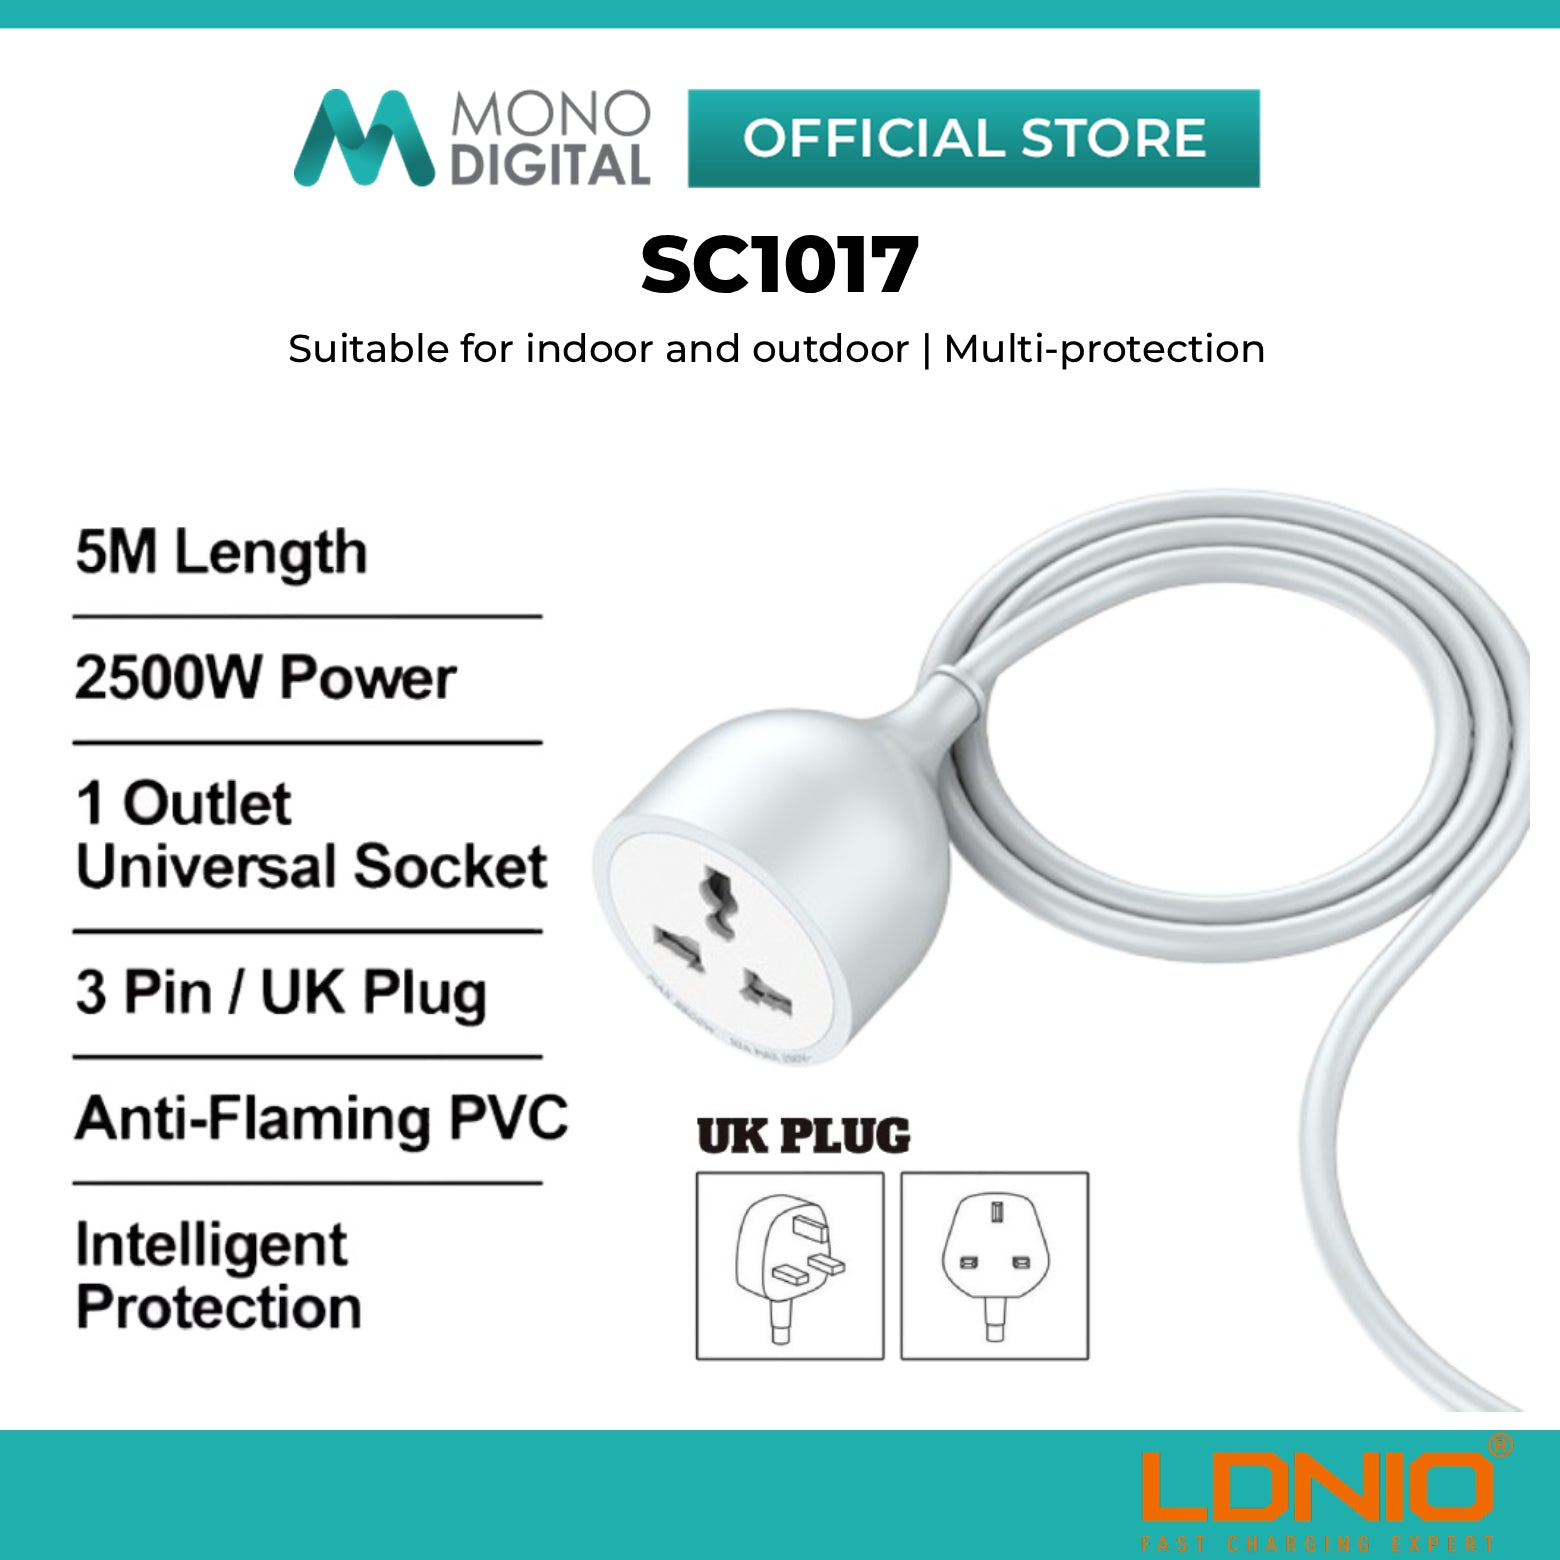 MONO
DIGITAL
OFFICIAL STORE
SC1017
Suitable for indoor and outdoor | Multi-protection
5M Length
2500W Power
1 Outlet
Universal Socket
3 Pin / UK Plug
Anti-Flaming PVC
Intelligent
Protection
UK PLUG
LDNIO®
FAST CHARGING EXPERT